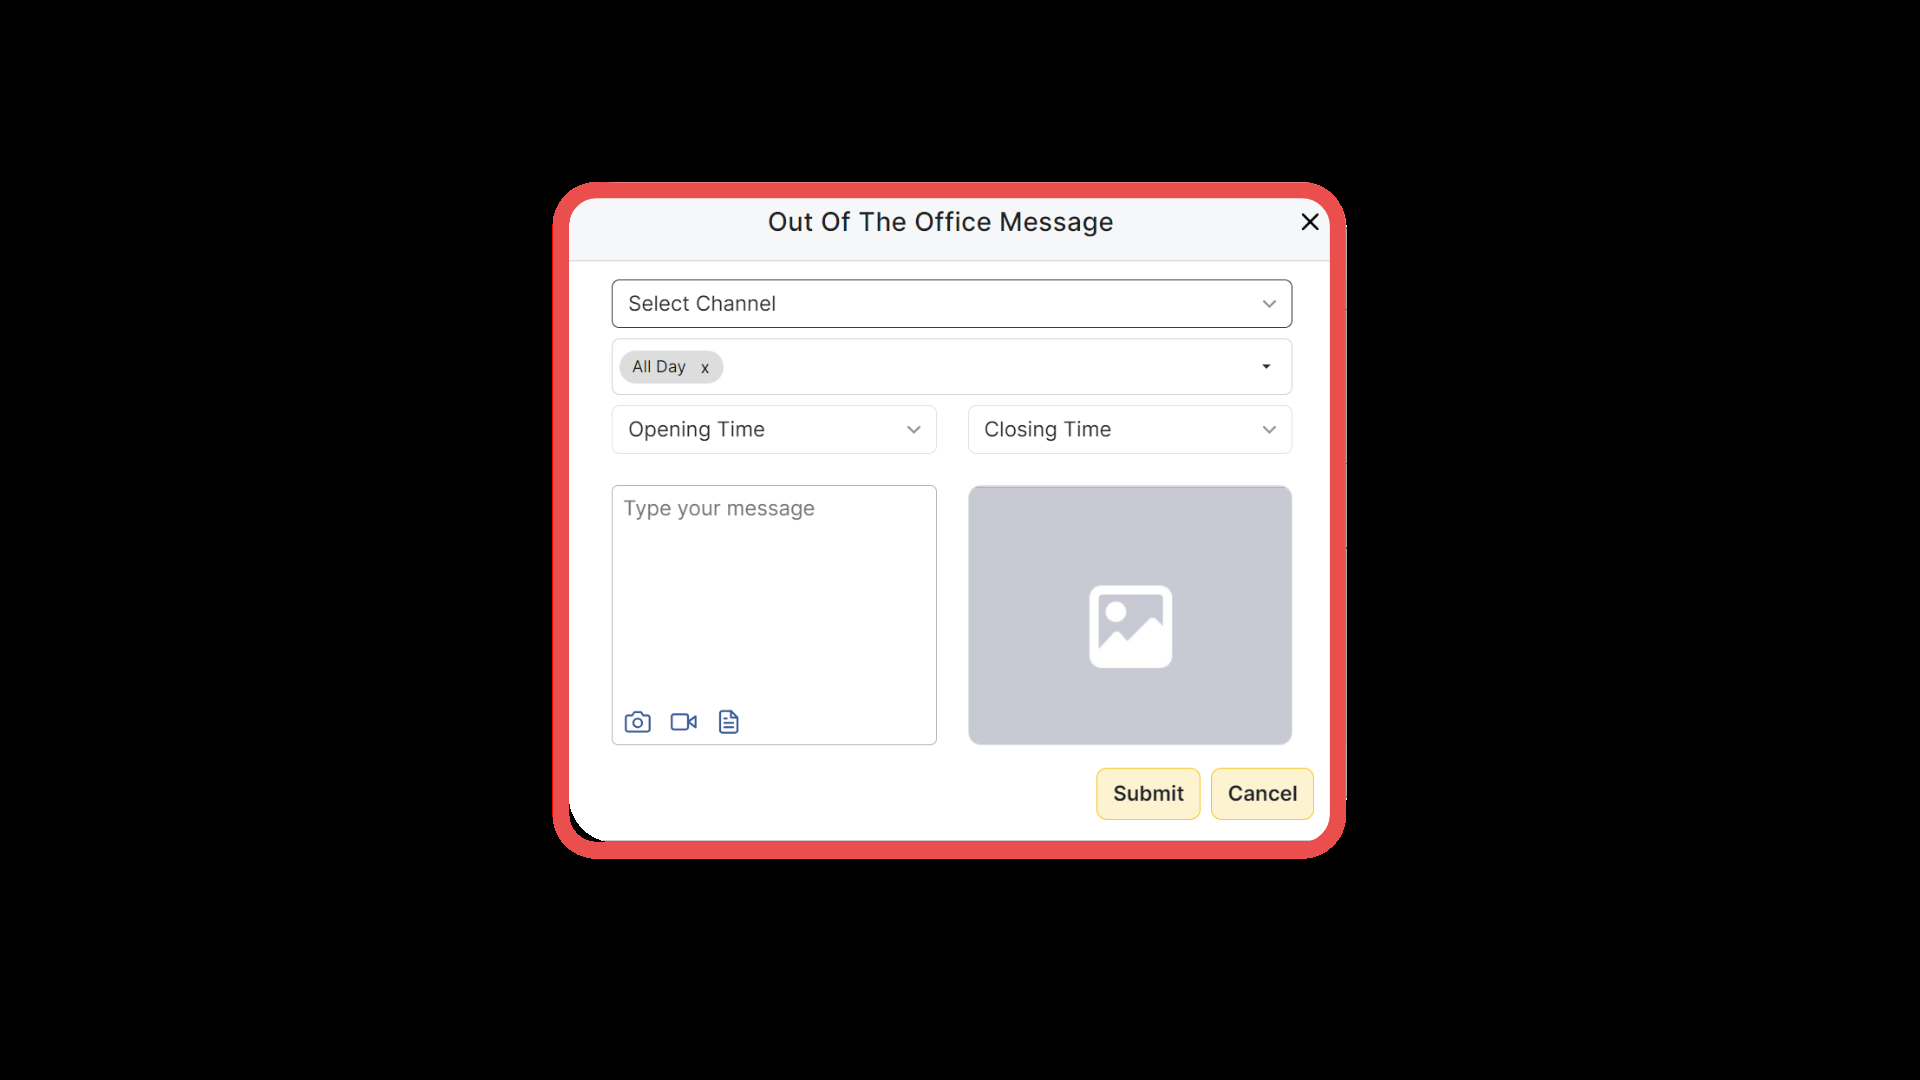 Out Of The Office Message
Select Channel
All Day x
Opening Time
Closing Time
Type your message
Submit
Cancel